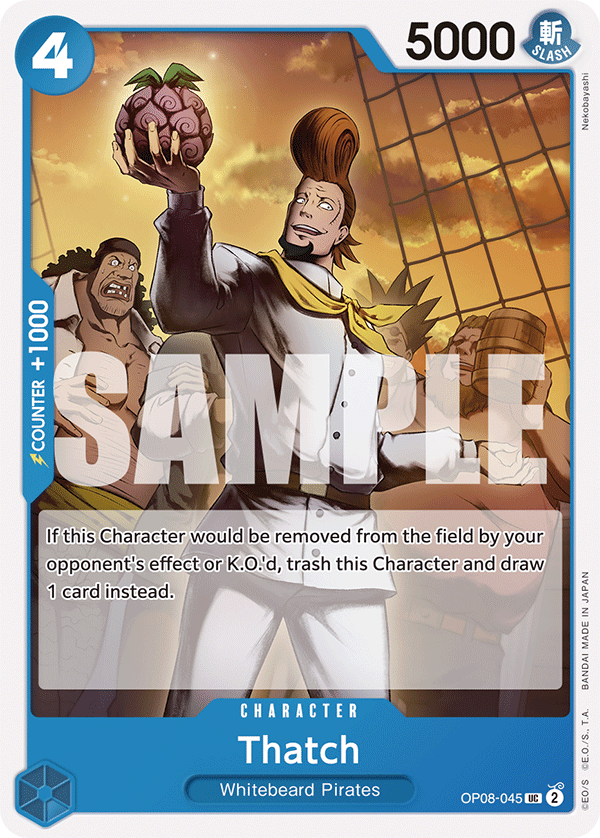 4
5000
斬
SLASH
Nekobayashi
COUNTER +1000
SAMPLE
If this Character would be removed from the field by your
opponent's effect or K.O.'d, trash this Character and draw
1 card instead.
CHARACTER
Thatch
Whitebeard Pirates
OP08-045 UC 2
©EO/S ©E.O./S., T.A. BANDAI MADE IN JAPAN